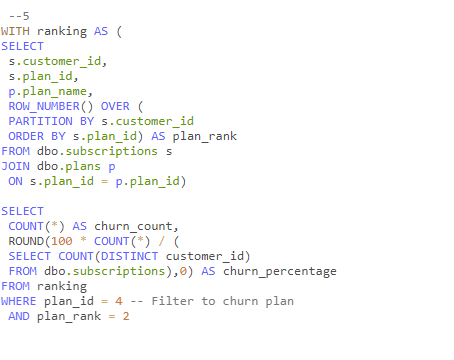 --5
WITH ranking AS (
SELECT
s.customer_id,
s.plan_id,
p.plan_name,
ROW_NUMBER() OVER (
PARTITION BY s.customer_id
ORDER BY s.plan_id) AS plan_rank
FROM dbo.subscriptions s
JOIN dbo.plans p
ON s.plan_id = p.plan_id)
SELECT
COUNT(*) AS churn_count,
ROUND(100 * COUNT(*) / (
SELECT COUNT(DISTINCT customer_id)
FROM dbo.subscriptions),0) AS churn_percentage
FROM ranking
WHERE plan_id = 4 -- Filter to churn plan
AND plan_rank = 2